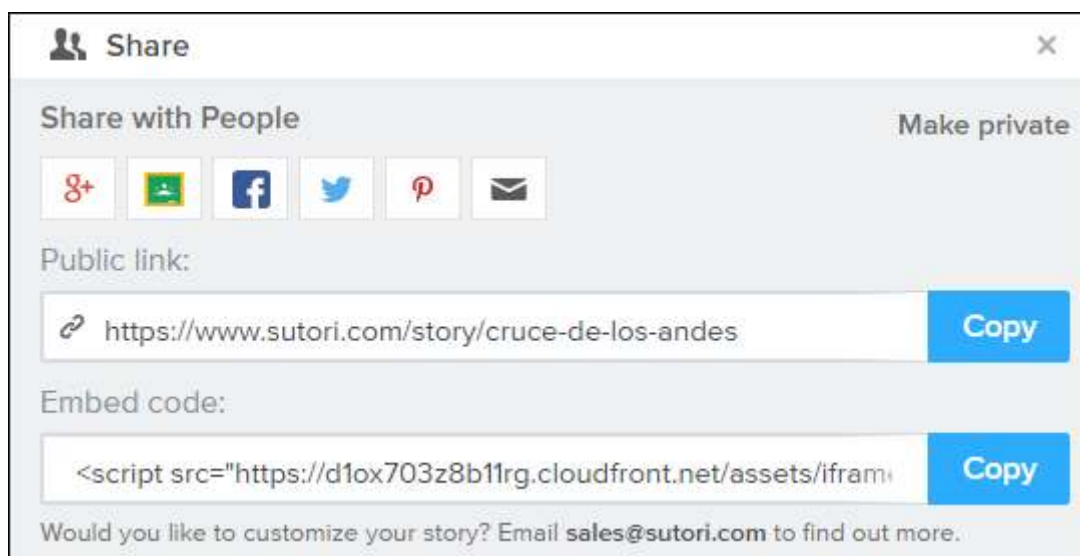 Share
Share with People
Make private
Public link:
https://www.sutori.com/story/cruce-de-los-andes
Copy
Embed code:
<script src="https://d1ox703z8b11rg.cloudfront.net/assets/iframe
Copy
Would you like to customize your story? Email sales@sutori.com to find out more.